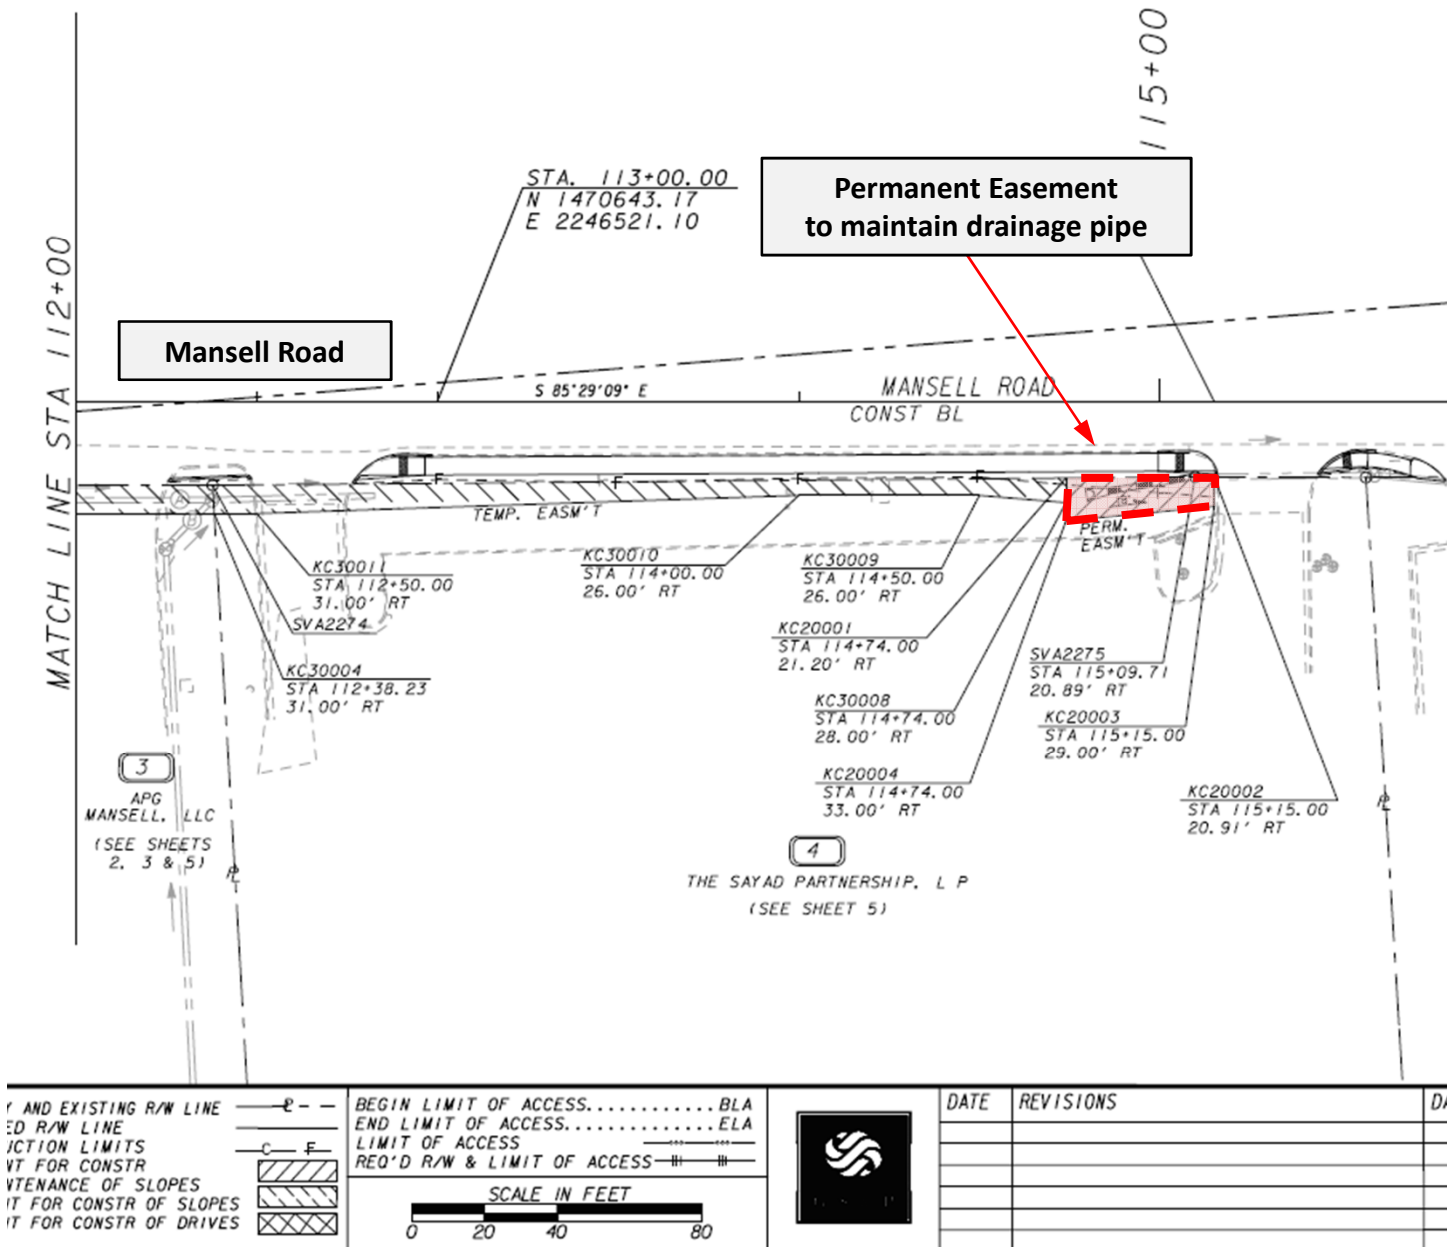 115+00
STA. 113+00.00
N 1470643.17
E 2246521.10
Permanent Easement
to maintain drainage pipe
MATCH LINE STA 112+00
Mansell Road
S 85°29'09" E
MANSELL ROAD
CONST BL
TEMP. EASM'T
PERM.
EASM'T
KC30011
STA 112+50.00
31.00' RT
KC30010
STA 114+00.00
26.00' RT
KC30009
STA 114+50.00
26.00' RT
SVA2274
KC20001
STA 114+74.00
21.20' RT
KC30004
STA 112+38.23
31.00' RT
SVA2275
STA 115+09.71
20.89' RT
KC30008
STA 114+74.00
28.00' RT
KC20003
STA 115+15.00
29.00' RT
KC20004
STA 114+74.00
33.00' RT
KC20002
STA 115+15.00
20.91' RT
3
APG
MANSELL, LLC
(SEE SHEETS
2, 3 & 5)
4
THE SAYAD PARTNERSHIP, L P
(SEE SHEET 5)
Y AND EXISTING R/W LINE
ED R/W LINE
UCTION LIMITS C F
NT FOR CONSTR
NTENANCE OF SLOPES
NT FOR CONSTR OF SLOPES
NT FOR CONSTR OF DRIVES
BEGIN LIMIT OF ACCESS............BLA
END LIMIT OF ACCESS..............ELA
LIMIT OF ACCESS
REQ'D R/W & LIMIT OF ACCESS
SCALE IN FEET
0 20 40 80
DATE REVISIONS DA